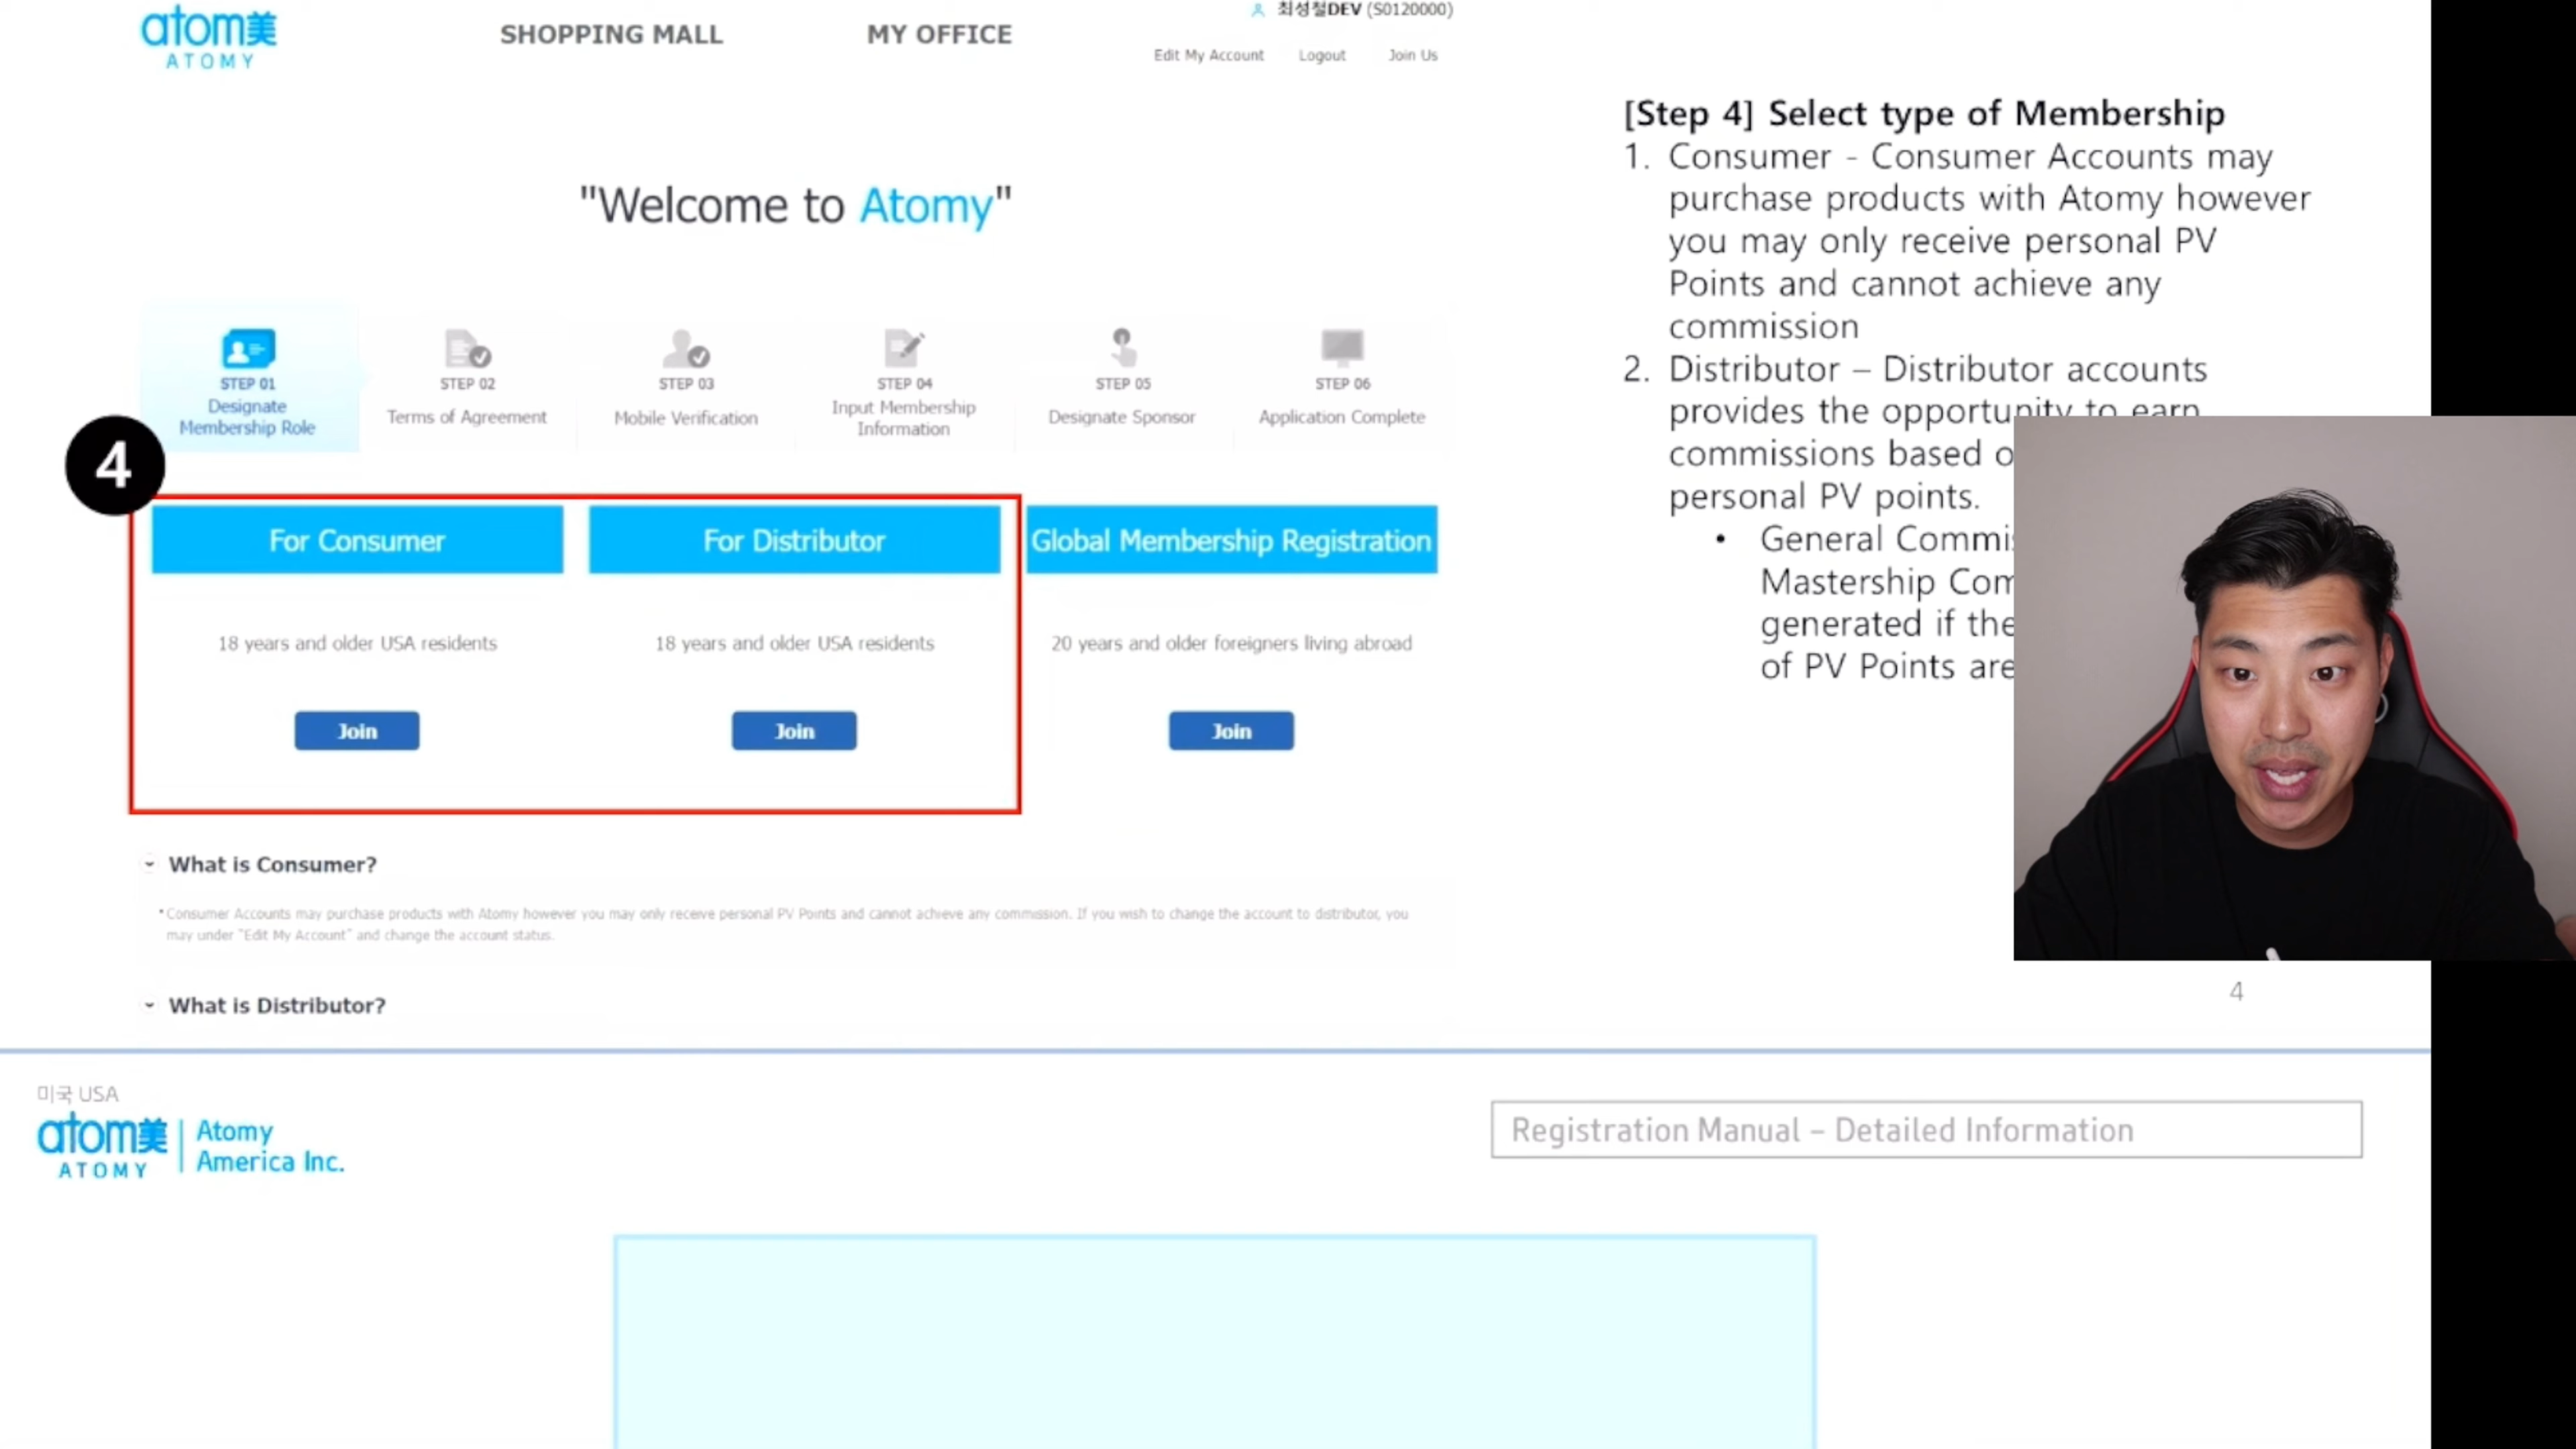 atom美
ATOMY
SHOPPING MALL
MY OFFICE
최성철DEV (S0120000)
Edit My Account
Logout
Join Us
"Welcome to Atomy"
STEP 01
Designate
Membership Role
STEP 02
Terms of Agreement
STEP 03
Mobile Verification
STEP 04
Input Membership
Information
STEP 05
Designate Sponsor
STEP 06
Application Complete
4
For Consumer
18 years and older USA residents
Join
For Distributor
18 years and older USA residents
Join
Global Membership Registration
20 years and older foreigners living abroad
Join
What is Consumer?
* Consumer Accounts may purchase products with Atomy however you may only receive personal PV Points and cannot achieve any commission. If you wish to change the account to distributor, you
may under "Edit My Account" and change the account status.
What is Distributor?
[Step 4] Select type of Membership
1. Consumer - Consumer Accounts may
purchase products with Atomy however
you may only receive personal PV
Points and cannot achieve any
commission
2. Distributor – Distributor accounts
provides the opportunity to earn
commissions based
personal PV points.
• General
Mastership
generated if the
of PV Points are
4
미국 USA
atom美
ATOMY
Atomy
America Inc.
Registration Manual – Detailed Information